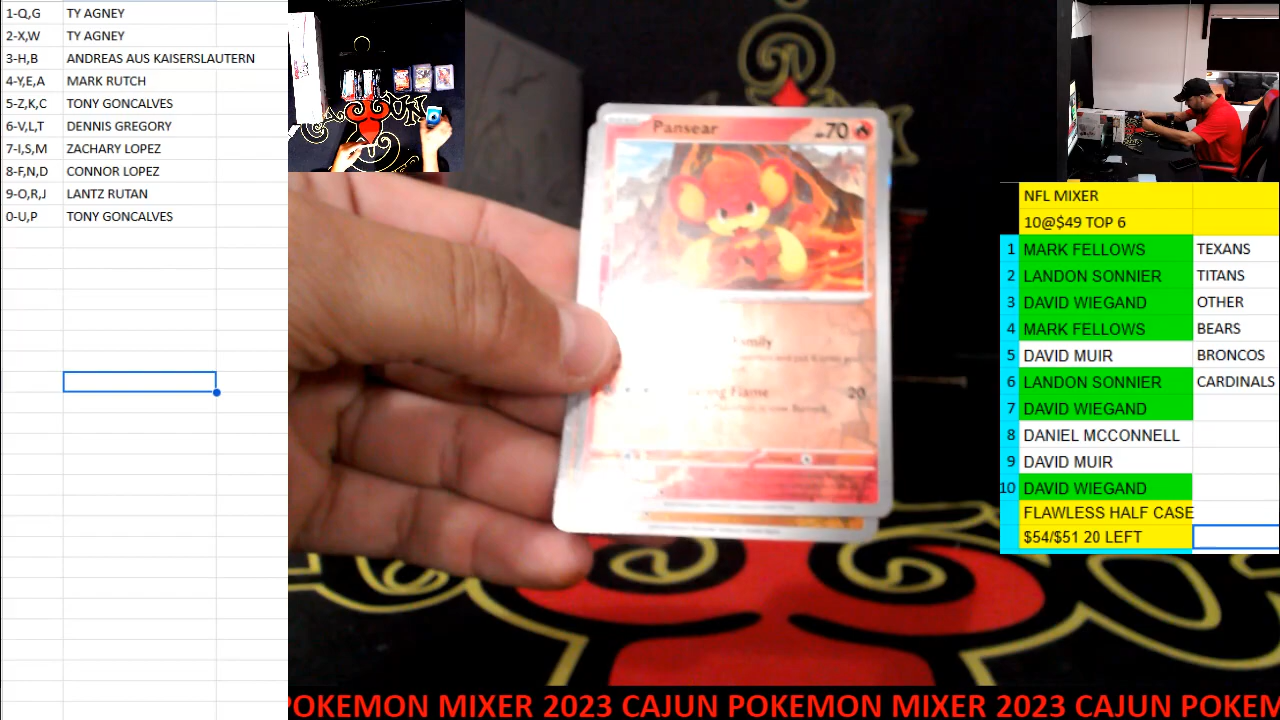 1-Q,G TY AGNEY
2-X,W TY AGNEY
3-H,B ANDREAS AUS KAISERSLAUTERN
4-Y,E,A MARK RUTCH
5-Z,K,C TONY GONCALVES
6-V,L,T DENNIS GREGORY
7-I,S,M ZACHARY LOPEZ
8-F,N,D CONNOR LOPEZ
9-O,R,J LANTZ RUTAN
0-U,P TONY GONCALVES
Pansear 70
20
NFL MIXER
10@$49 TOP 6
1 MARK FELLOWS TEXANS
2 LANDON SONNIER TITANS
3 DAVID WIEGAND OTHER
4 MARK FELLOWS BEARS
5 DAVID MUIR BRONCOS
6 LANDON SONNIER CARDINALS
7 DAVID WIEGAND
8 DANIEL MCCONNELL
9 DAVID MUIR
10 DAVID WIEGAND
FLAWLESS HALF CASE
$54/$51 20 LEFT
POKEMON MIXER 2023 CAJUN POKEMON MIXER 2023 CAJUN POKEM